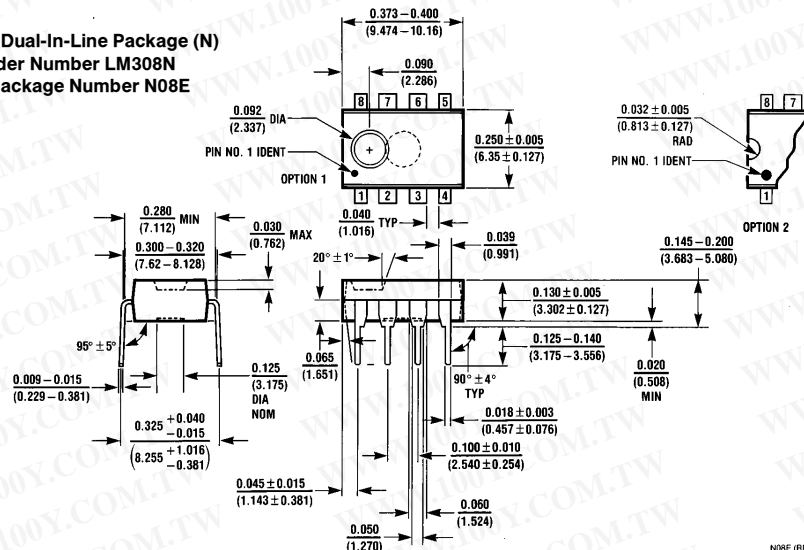 Dual-In-Line Package (N)
der Number LM308N
ackage Number N08E
0.373 – 0.400
(9.474 – 10.16)
0.090
(2.286)
8 7 6 5
0.092 DIA
(2.337)
PIN NO. 1 IDENT
OPTION 1
1 2 3 4
0.250 ± 0.005
(6.35 ± 0.127)
0.032 ± 0.005
(0.813 ± 0.127)
RAD
PIN NO. 1 IDENT
8 7
1
OPTION 2
0.280 MIN
(7.112)
0.300 – 0.320
(7.62 – 8.128)
0.030 MAX
(0.762)
0.040 TYP
(1.016)
0.039
(0.991)
20° ± 1°
0.145 – 0.200
(3.683 – 5.080)
0.130 ± 0.005
(3.302 ± 0.127)
0.125 – 0.140
(3.175 – 3.556)
0.020
(0.508)
MIN
95° ± 5°
0.009 – 0.015
(0.229 – 0.381)
0.125
(3.175)
DIA
NOM
0.065
(1.651)
90° ± 4°
TYP
0.018 ± 0.003
(0.457 ± 0.076)
0.325 +0.040
−0.015
(8.255 +1.016
−0.381)
0.100 ± 0.010
(2.540 ± 0.254)
0.045 ± 0.015
(1.143 ± 0.381)
0.060
(1.524)
0.050
(1.270)
WWW.100Y.COM.TW